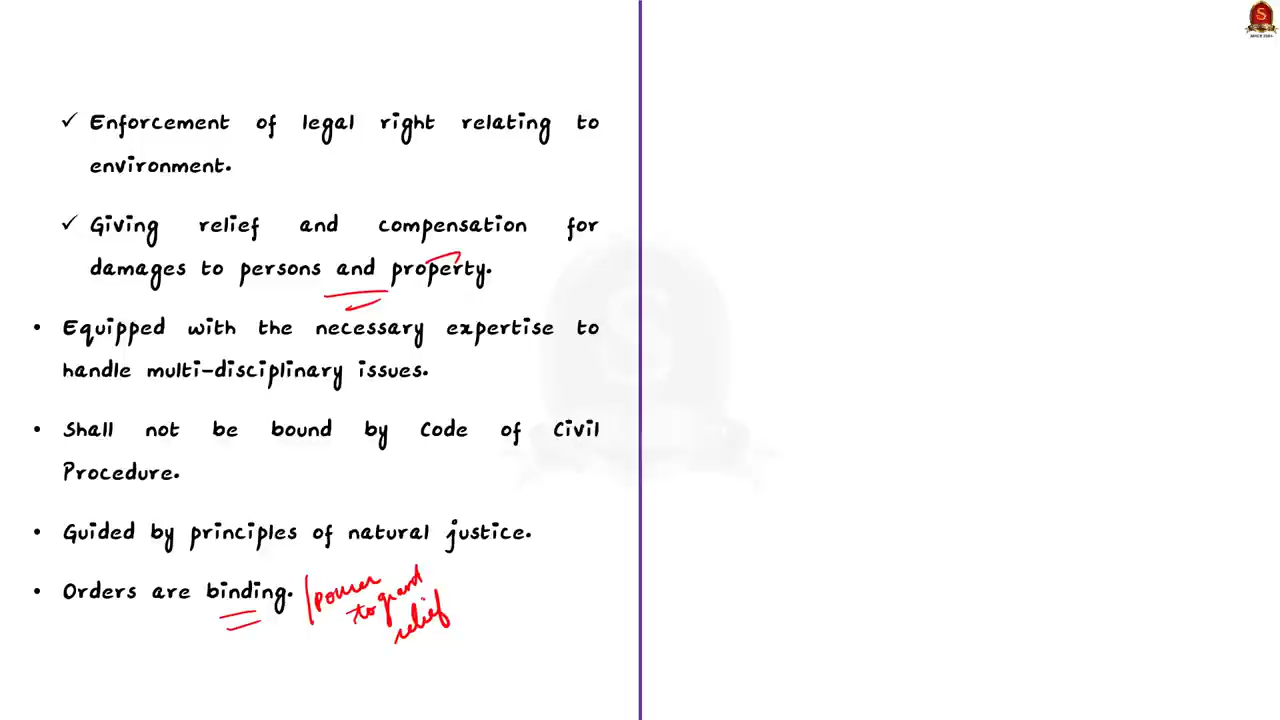 ✓ Enforcement of legal right relating to
environment.
✓ Giving relief and compensation for
damages to persons and property.
• Equipped with the necessary expertise to
handle multi-disciplinary issues.
• Shall not be bound by Code of Civil
Procedure.
• Guided by principles of natural justice.
• Orders are binding. /power
to grant
relief
S